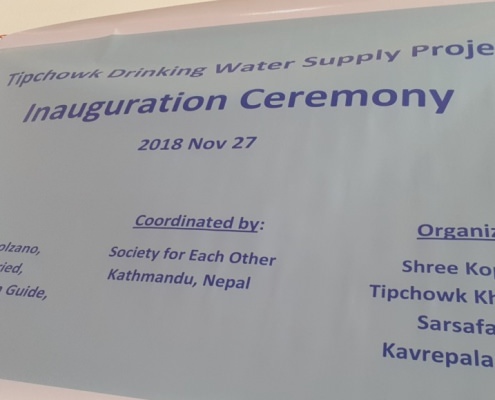 Tipchowk Drinking Water Supply Proje
Inauguration Ceremony
2018 Nov 27
olzano,
ried,
Guide,
Coordinated by:
Society for Each Other
Kathmandu, Nepal
Organiz
Shree Ko
Tipchowk Kh
Sarsafa
Kavrepala